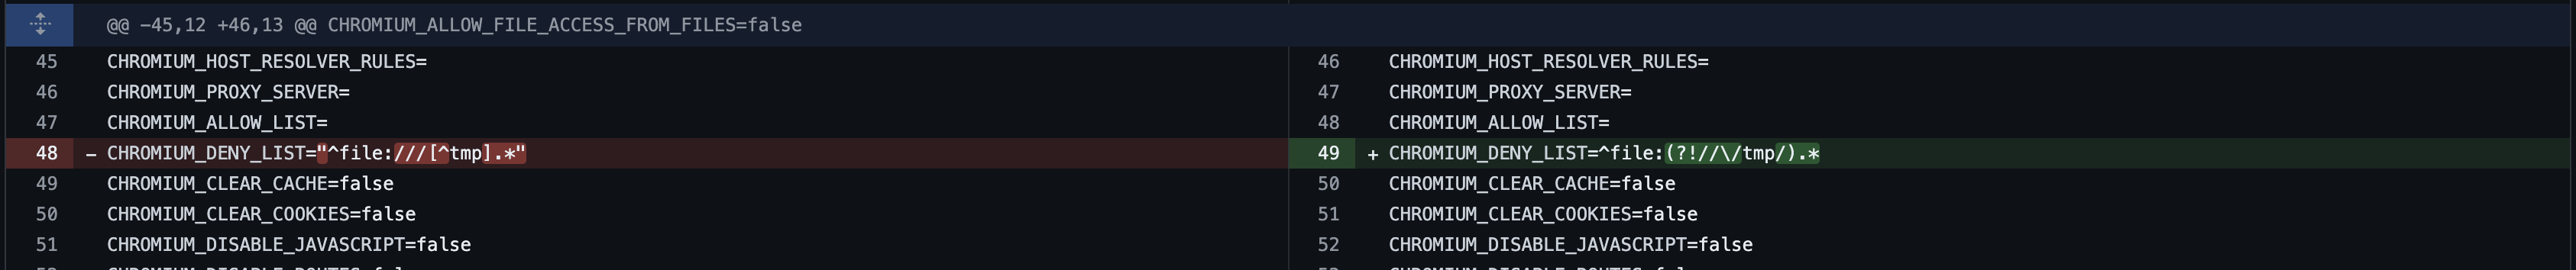 @@ -45,12 +46,13 @@ CHROMIUM_ALLOW_FILE_ACCESS_FROM_FILES=false
45 CHROMIUM_HOST_RESOLVER_RULES=
46 CHROMIUM_PROXY_SERVER=
47 CHROMIUM_ALLOW_LIST=
48 - CHROMIUM_DENY_LIST="^file:///[^tmp].*"
49 CHROMIUM_CLEAR_CACHE=false
50 CHROMIUM_CLEAR_COOKIES=false
51 CHROMIUM_DISABLE_JAVASCRIPT=false
46 CHROMIUM_HOST_RESOLVER_RULES=
47 CHROMIUM_PROXY_SERVER=
48 CHROMIUM_ALLOW_LIST=
49 + CHROMIUM_DENY_LIST=^file:(?!//\/tmp/).*
50 CHROMIUM_CLEAR_CACHE=false
51 CHROMIUM_CLEAR_COOKIES=false
52 CHROMIUM_DISABLE_JAVASCRIPT=false